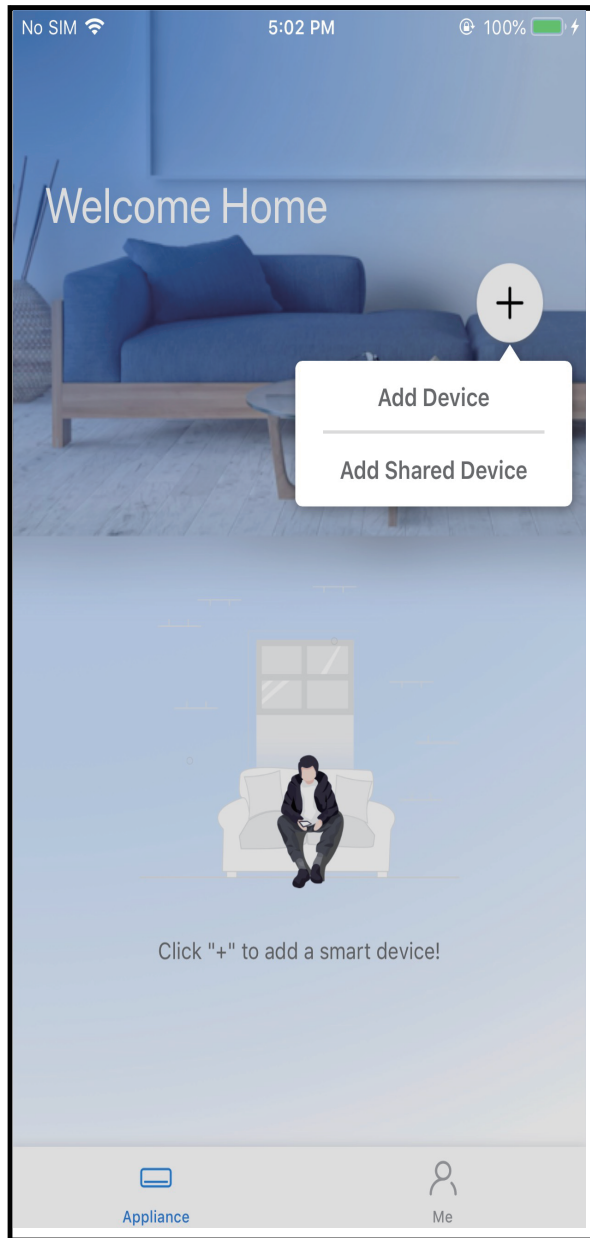 No SIM 5:02 PM 100%
Welcome Home
Add Device
Add Shared Device
Click "+" to add a smart device!
Appliance Me